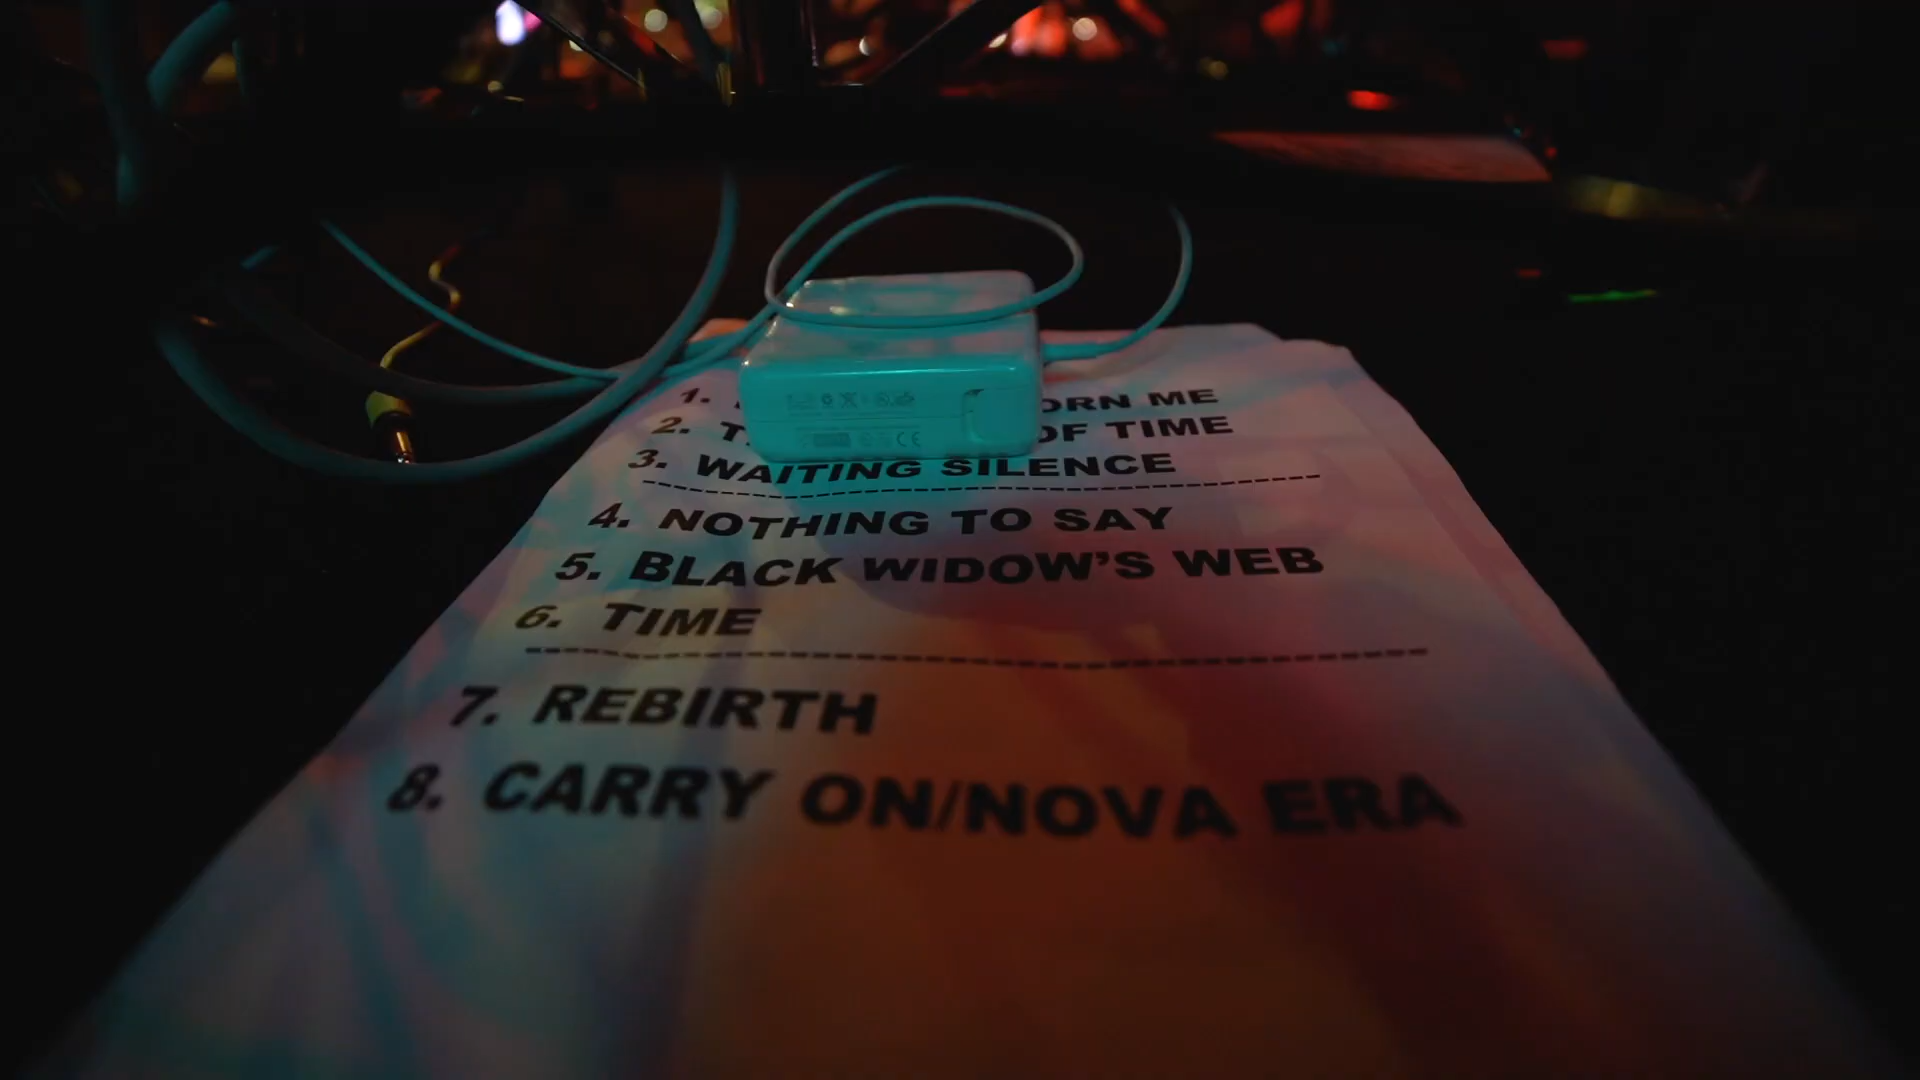 1. ORN ME
2. T OF TIME
3. WAITING SILENCE
4. NOTHING TO SAY
5. BLACK WIDOW'S WEB
6. TIME
7. REBIRTH
8. CARRY ON/NOVA ERA